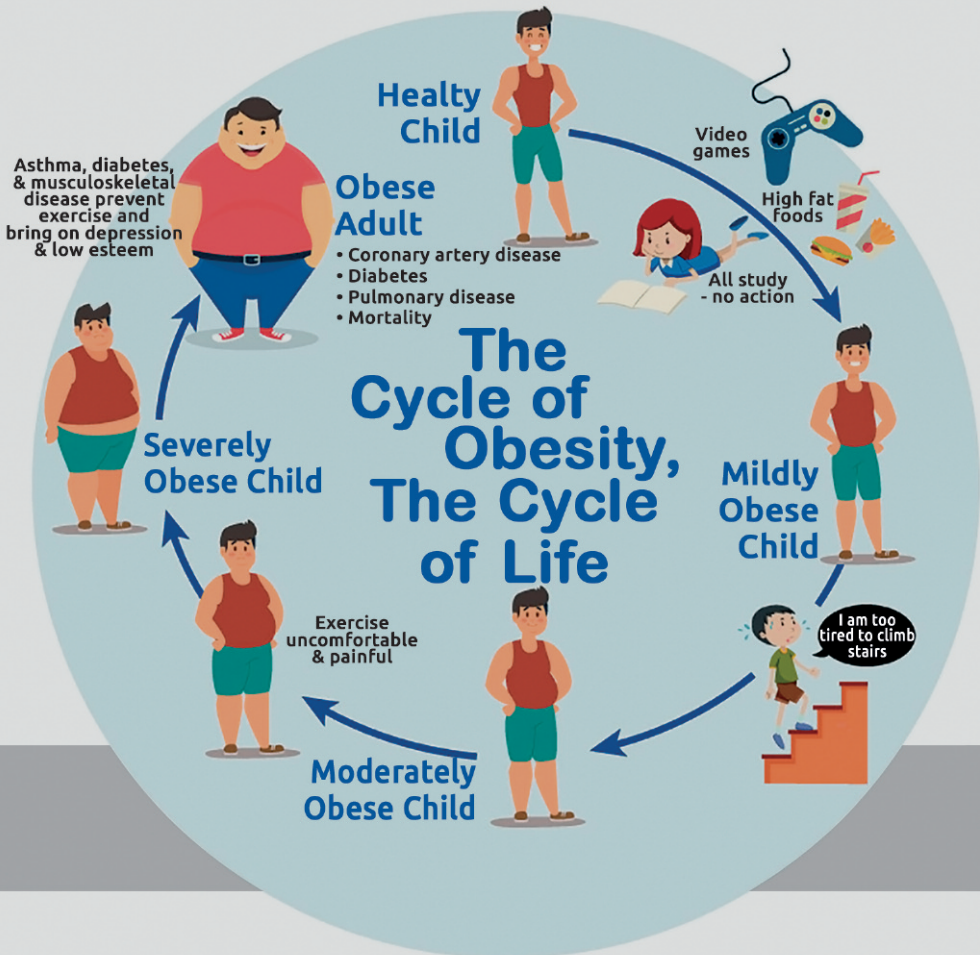 Healty
Child
Video
games
High fat
foods
All study
- no action
Mildly
Obese
Child
I am too
tired to climb
stairs
Moderately
Obese Child
Exercise
uncomfortable
& painful
Severely
Obese Child
Asthma, diabetes,
& musculoskeletal
disease prevent
exercise and
bring on depression
& low esteem
Obese
Adult
• Coronary artery disease
• Diabetes
• Pulmonary disease
• Mortality
The
Cycle of
Obesity,
The Cycle
of Life